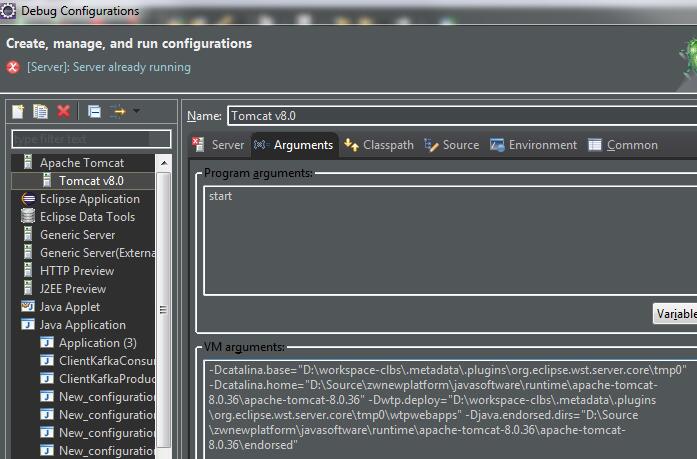 Debug Configurations
Create, manage, and run configurations
[Server]: Server already running
Name: Tomcat v8.0
type filter text
Server Arguments Classpath Source Environment Common
Apache Tomcat
Tomcat v8.0
Eclipse Application
Eclipse Data Tools
Generic Server
Generic Server(Externa
HTTP Preview
J2EE Preview
Java Applet
Java Application
Application (3)
ClientKafkaConsu
ClientKafkaProduc
New_configuration
New_configuration
New_configuration
New_configuration
Program arguments:
start
Variable
VM arguments:
-Dcatalina.base="D:\workspace-clbs\.metadata\.plugins\org.eclipse.wst.server.core\tmp0"
-Dcatalina.home="D:\Source\zwnewplatform\javasoftware\runtime\apache-tomcat-
8.0.36\apache-tomcat-8.0.36" -Dwtp.deploy="D:\workspace-clbs\.metadata\.plugins
\org.eclipse.wst.server.core\tmp0\wtpwebapps" -Djava.endorsed.dirs="D:\Source
\zwnewplatform\javasoftware\runtime\apache-tomcat-8.0.36\apache-tomcat-
8.0.36\endorsed"